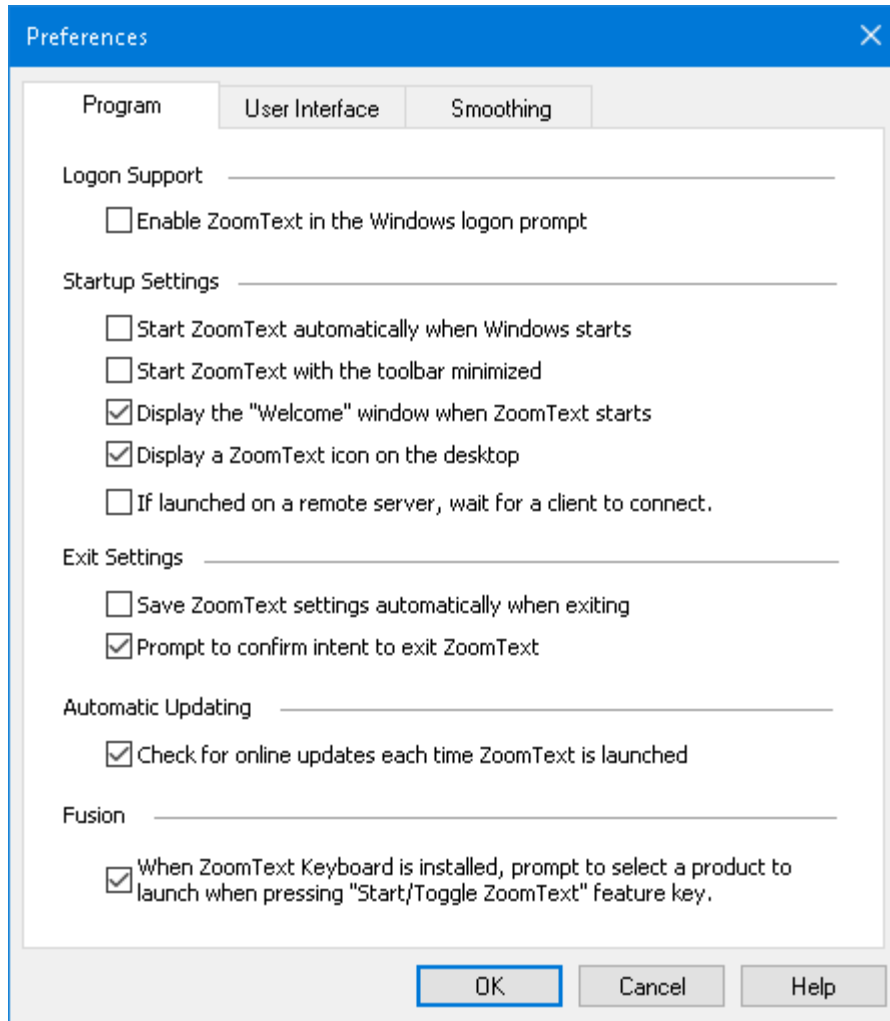 Preferences
Program
User Interface
Smoothing
Logon Support
Enable ZoomText in the Windows logon prompt
Startup Settings
Start ZoomText automatically when Windows starts
Start ZoomText with the toolbar minimized
Display the "Welcome" window when ZoomText starts
Display a ZoomText icon on the desktop
If launched on a remote server, wait for a client to connect.
Exit Settings
Save ZoomText settings automatically when exiting
Prompt to confirm intent to exit ZoomText
Automatic Updating
Check for online updates each time ZoomText is launched
Fusion
When ZoomText Keyboard is installed, prompt to select a product to
launch when pressing "Start/Toggle ZoomText" feature key.
OK
Cancel
Help